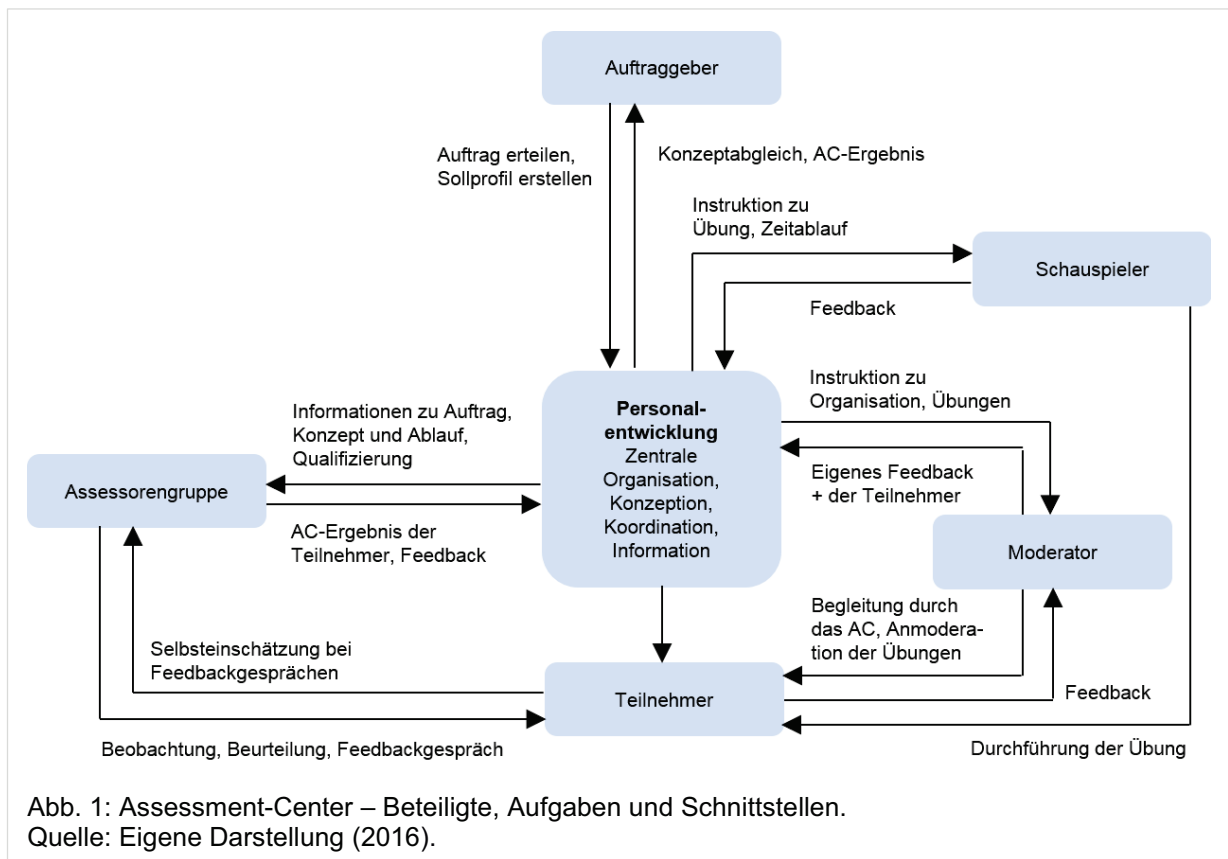 Auftraggeber
Auftrag erteilen,
Sollprofil erstellen
Konzeptabgleich, AC-Ergebnis
Instruktion zu
Übung, Zeitablauf
Schauspieler
Feedback
Personal-
entwicklung
Zentrale
Organisation,
Konzeption,
Koordination,
Information
Instruktion zu
Organisation, Übungen
Informationen zu Auftrag,
Konzept und Ablauf,
Qualifizierung
Eigenes Feedback
+ der Teilnehmer
Assessorengruppe
AC-Ergebnis der
Teilnehmer, Feedback
Moderator
Begleitung durch
das AC, Anmodera-
tion der Übungen
Selbsteinschätzung bei
Feedbackgesprächen
Teilnehmer
Feedback
Beobachtung, Beurteilung, Feedbackgespräch
Durchführung der Übung
Abb. 1: Assessment-Center – Beteiligte, Aufgaben und Schnittstellen.
Quelle: Eigene Darstellung (2016).